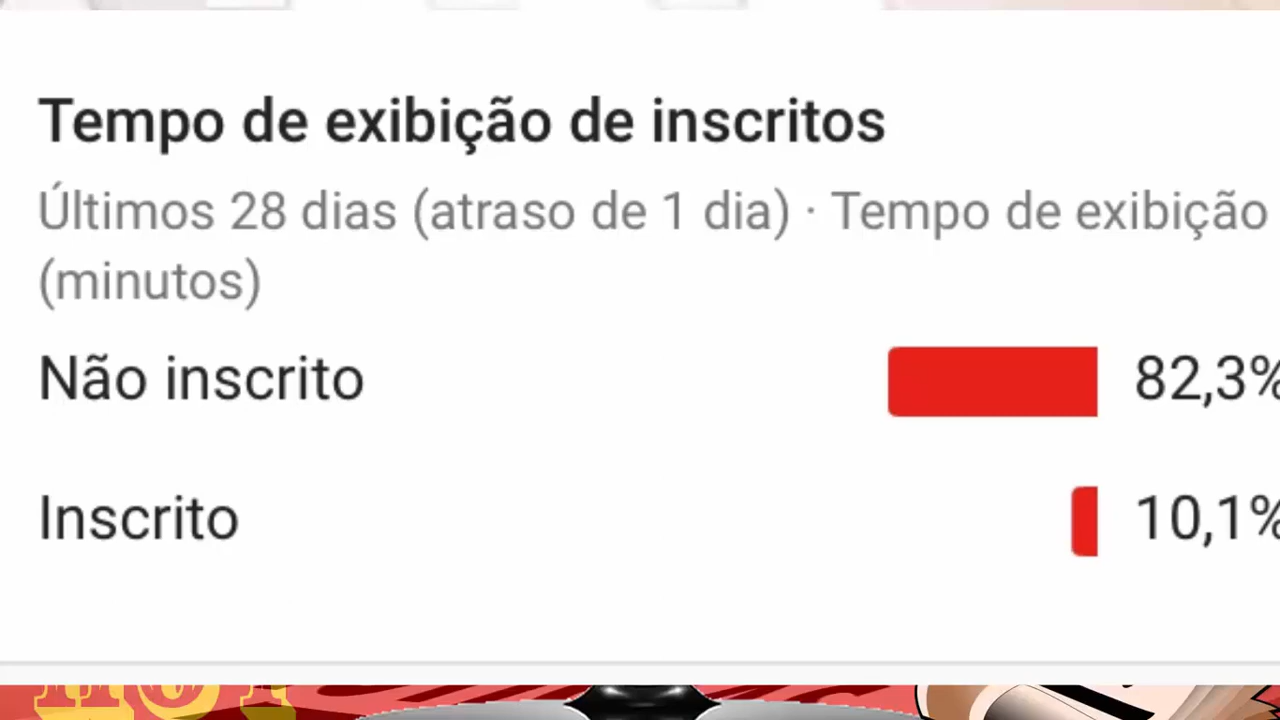 Tempo de exibição de inscritos
Últimos 28 dias (atraso de 1 dia) · Tempo de exibição
(minutos)
Não inscrito 82,3%
Inscrito 10,1%